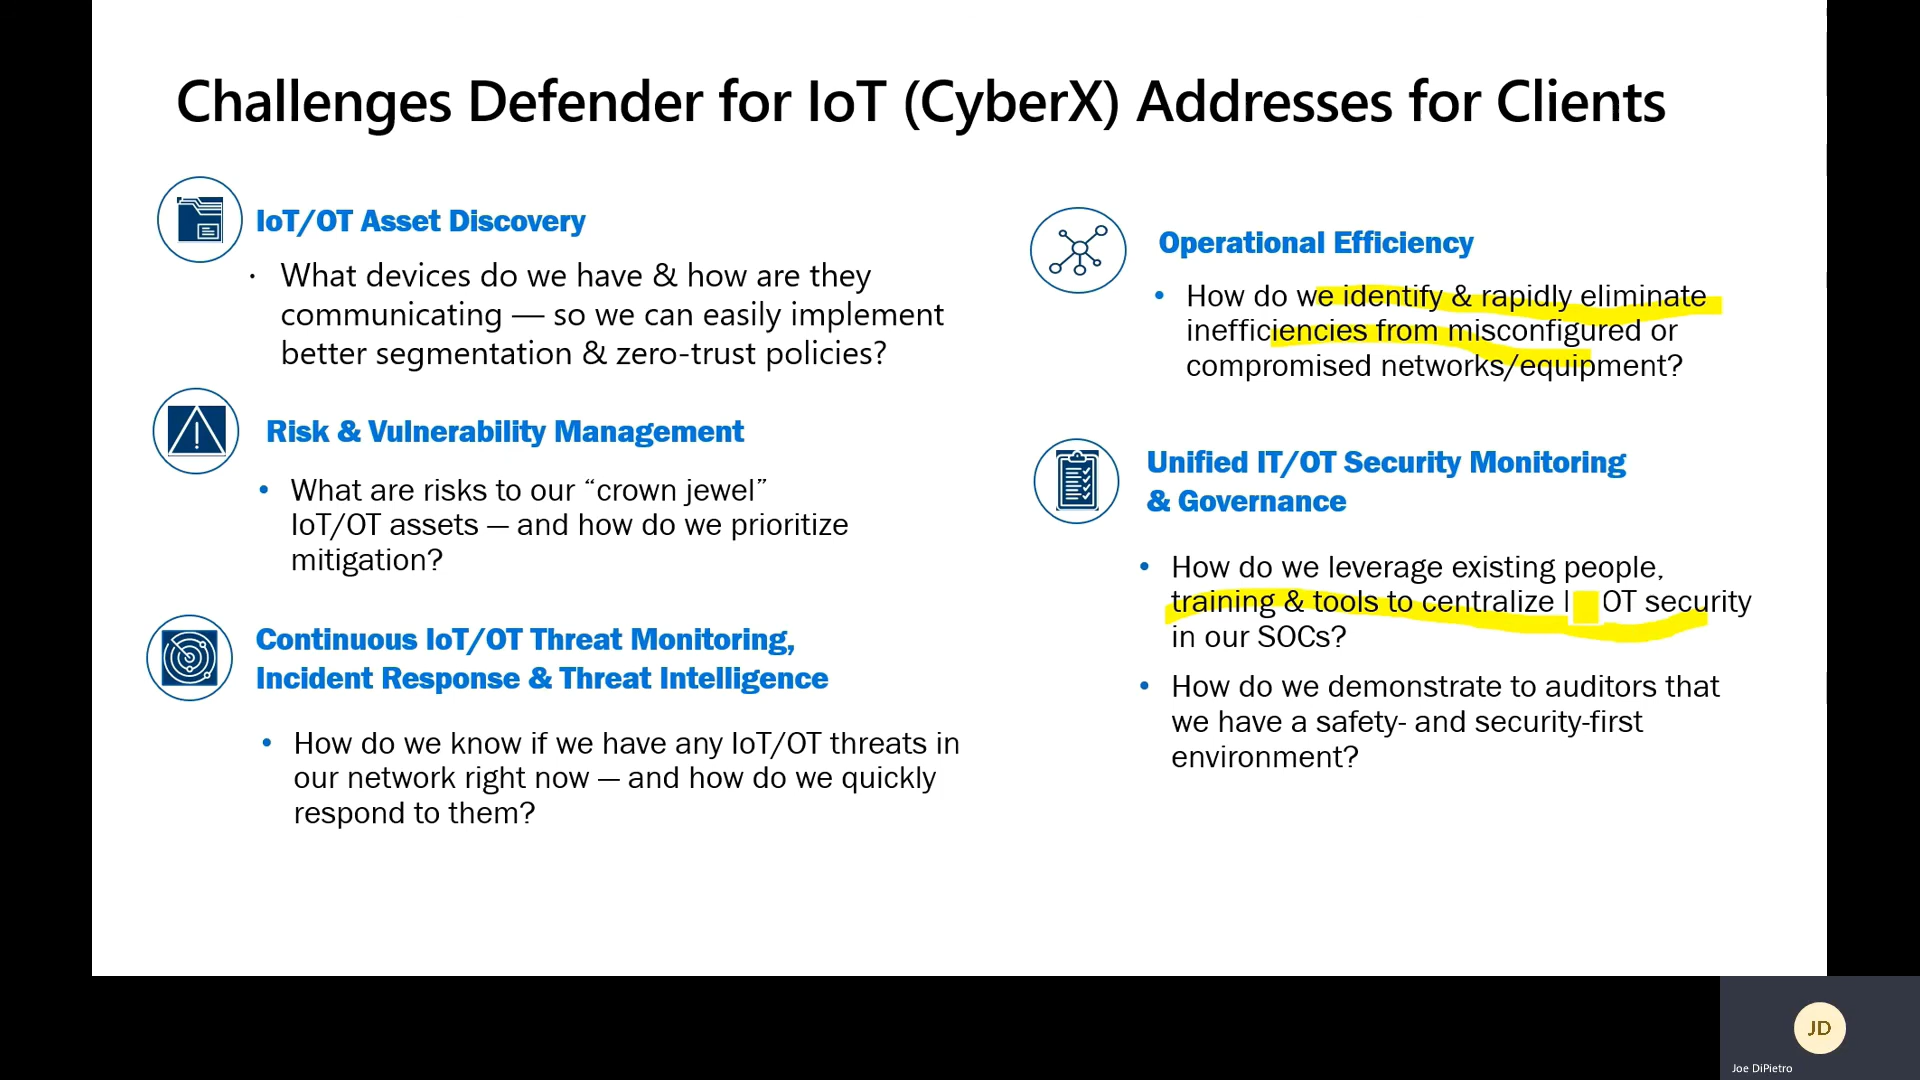 Challenges Defender for IoT (CyberX) Addresses for Clients
IoT/OT Asset Discovery
· What devices do we have & how are they
communicating — so we can easily implement
better segmentation & zero-trust policies?
Risk & Vulnerability Management
• What are risks to our “crown jewel”
IoT/OT assets — and how do we prioritize
mitigation?
Continuous IoT/OT Threat Monitoring,
Incident Response & Threat Intelligence
• How do we know if we have any IoT/OT threats in
our network right now — and how do we quickly
respond to them?
Operational Efficiency
• How do we identify & rapidly eliminate
inefficiencies from misconfigured or
compromised networks/equipment?
Unified IT/OT Security Monitoring
& Governance
• How do we leverage existing people,
training & tools to centralize OT security
in our SOCs?
• How do we demonstrate to auditors that
we have a safety- and security-first
environment?
JD
Joe DiPietro